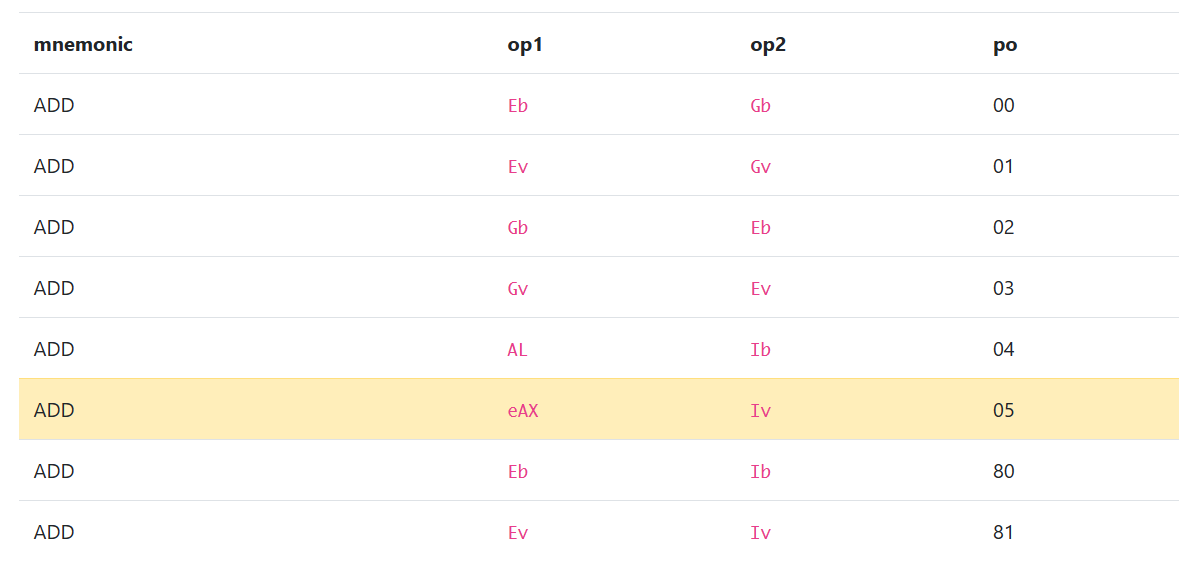 mnemonic op1 op2 po
ADD Eb Gb 00
ADD Ev Gv 01
ADD Gb Eb 02
ADD Gv Ev 03
ADD AL Ib 04
ADD eAX Iv 05
ADD Eb Ib 80
ADD Ev Iv 81